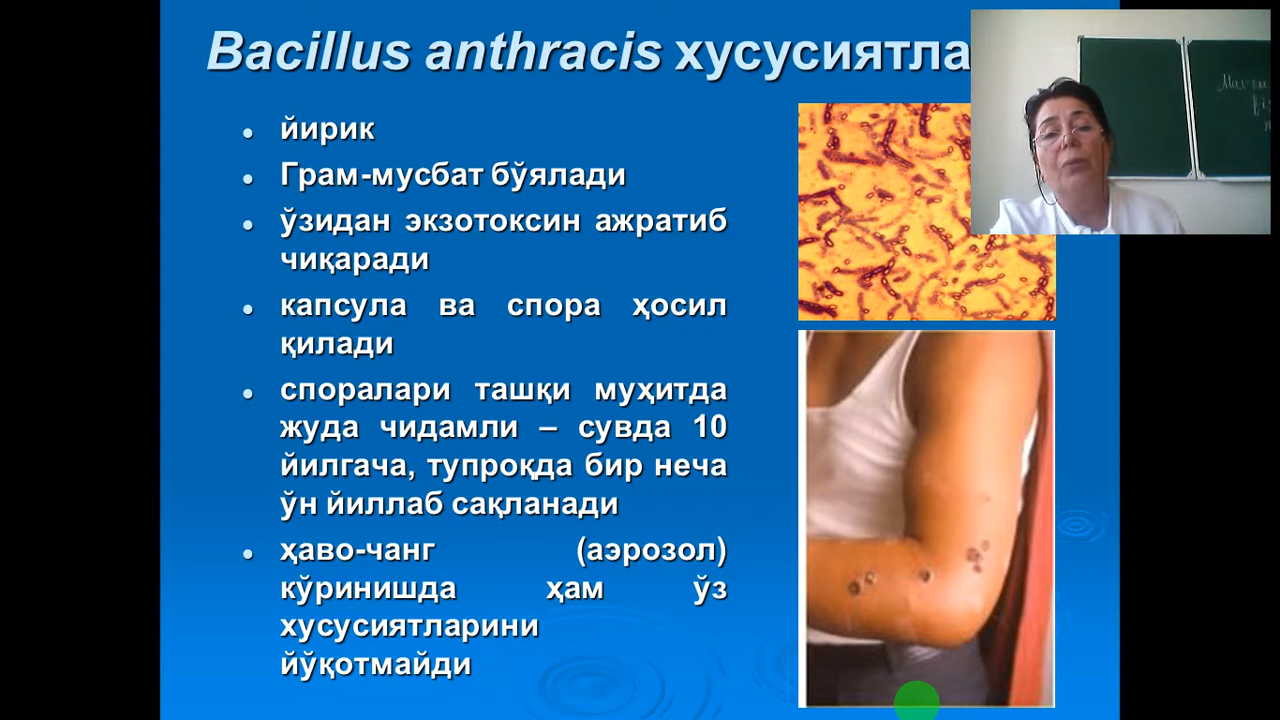 Bacillus anthracis хусусиятла
йирик
Грам-мусбат бўялади
ўзидан экзотоксин ажратиб
чиқаради
капсула ва спора ҳосил
қилади
споралари ташқи муҳитда
жуда чидамли – сувда 10
йилгача, тупроқда бир неча
ўн йиллаб сақланади
ҳаво-чанг (аэрозол)
кўринишда ҳам ўз
хусусиятларини
йўқотмайди